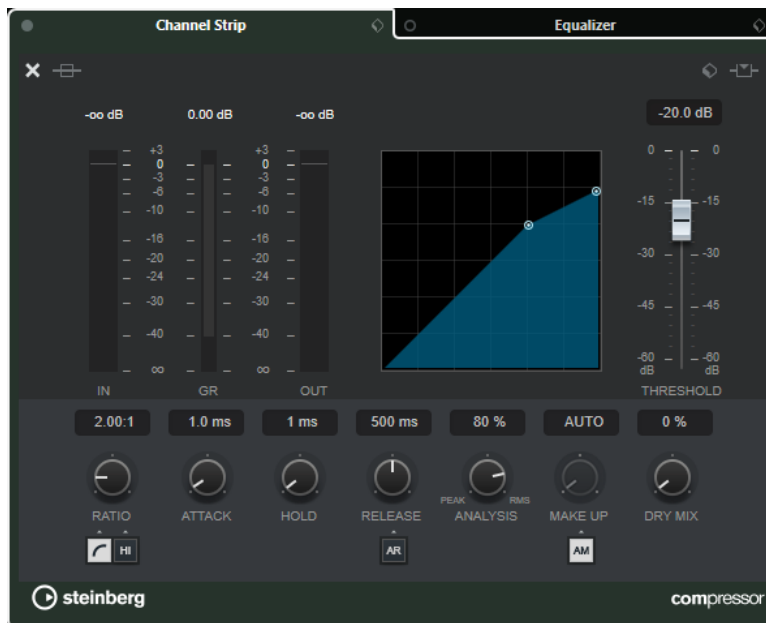 Channel Strip
Equalizer
-oo dB 0.00 dB -oo dB
-20.0 dB
+3 +3
0 0
-3 -3
-6 -6
-10 -10
-16 -16
-20 -20
-24 -24
-30 -30
-40 -40
∞ ∞
IN GR OUT
0 0
-15 -15
-30 -30
-45 -45
-60 -60
dB dB
THRESHOLD
2.00:1 1.0 ms 1 ms 500 ms 80 % AUTO 0 %
PEAK RMS
RATIO ATTACK HOLD RELEASE ANALYSIS MAKE UP DRY MIX
HI AR AM
steinberg
compressor